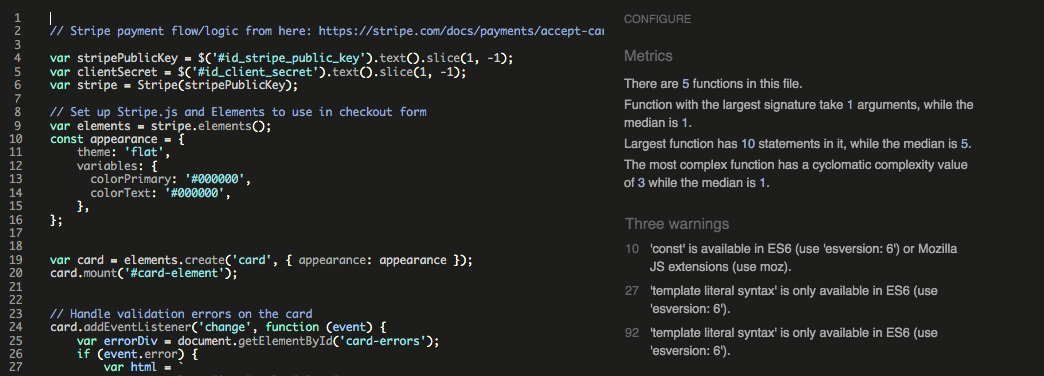 1
2 // Stripe payment flow/logic from here: https://stripe.com/docs/payments/accept-car
3
4 var stripePublicKey = $('#id_stripe_public_key').text().slice(1, -1);
5 var clientSecret = $('#id_client_secret').text().slice(1, -1);
6 var stripe = Stripe(stripePublicKey);
7
8 // Set up Stripe.js and Elements to use in checkout form
9 var elements = stripe.elements();
10 const appearance = {
11     theme: 'flat',
12     variables: {
13       colorPrimary: '#000000',
14       colorText: '#000000',
15     },
16 };
17
18
19 var card = elements.create('card', { appearance: appearance });
20 card.mount('#card-element');
21
22
23 // Handle validation errors on the card
24 card.addEventListener('change', function (event) {
25     var errorDiv = document.getElementById('card-errors');
26     if (event.error) {
27         var html = `
CONFIGURE
Metrics
There are 5 functions in this file.
Function with the largest signature take 1 arguments, while the
median is 1.
Largest function has 10 statements in it, while the median is 5.
The most complex function has a cyclomatic complexity value
of 3 while the median is 1.
Three warnings
10 'const' is available in ES6 (use 'esversion: 6') or Mozilla
JS extensions (use moz).
27 'template literal syntax' is only available in ES6 (use
'esversion: 6').
92 'template literal syntax' is only available in ES6 (use
'esversion: 6').